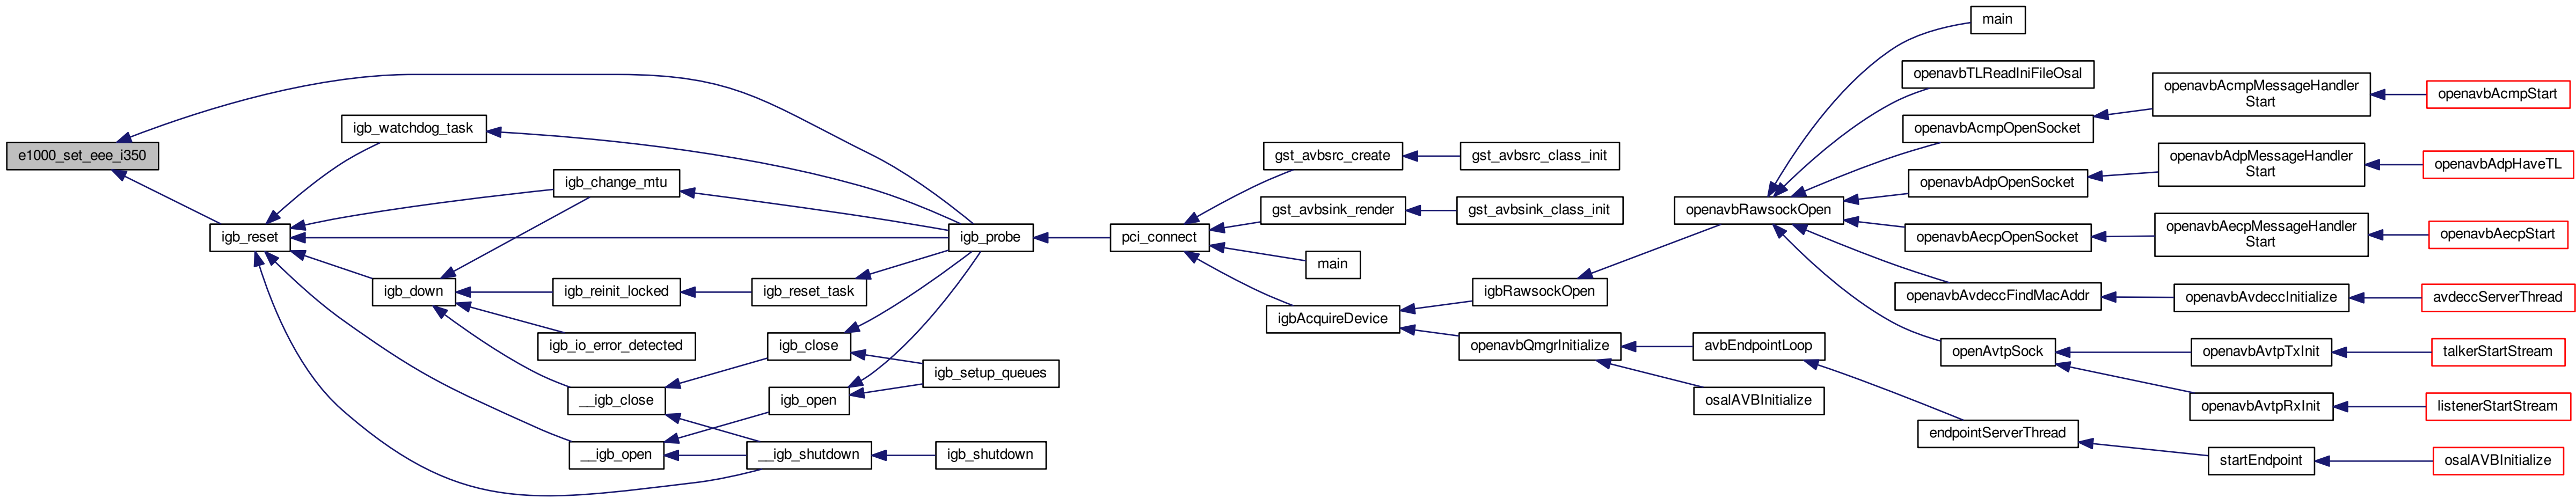 e1000_set_eee_i350
igb_reset
igb_watchdog_task
igb_change_mtu
igb_down
igb_reinit_locked
igb_io_error_detected
__igb_close
__igb_open
igb_reset_task
igb_close
igb_open
__igb_shutdown
igb_probe
igb_setup_queues
igb_shutdown
pci_connect
gst_avbsrc_create
gst_avbsink_render
main
igbAcquireDevice
gst_avbsrc_class_init
gst_avbsink_class_init
igbRawsockOpen
openavbQmgrInitialize
openavbRawsockOpen
avbEndpointLoop
osalAVBInitialize
main
openavbTLReadIniFileOsal
openavbAcmpOpenSocket
openavbAdpOpenSocket
openavbAecpOpenSocket
openavbAvdeccFindMacAddr
openAvtpSock
endpointServerThread
openavbAcmpMessageHandler
Start
openavbAdpMessageHandler
Start
openavbAecpMessageHandler
Start
openavbAvdeccInitialize
openavbAvtpTxInit
openavbAvtpRxInit
startEndpoint
openavbAcmpStart
openavbAdpHaveTL
openavbAecpStart
avdeccServerThread
talkerStartStream
listenerStartStream
osalAVBInitialize